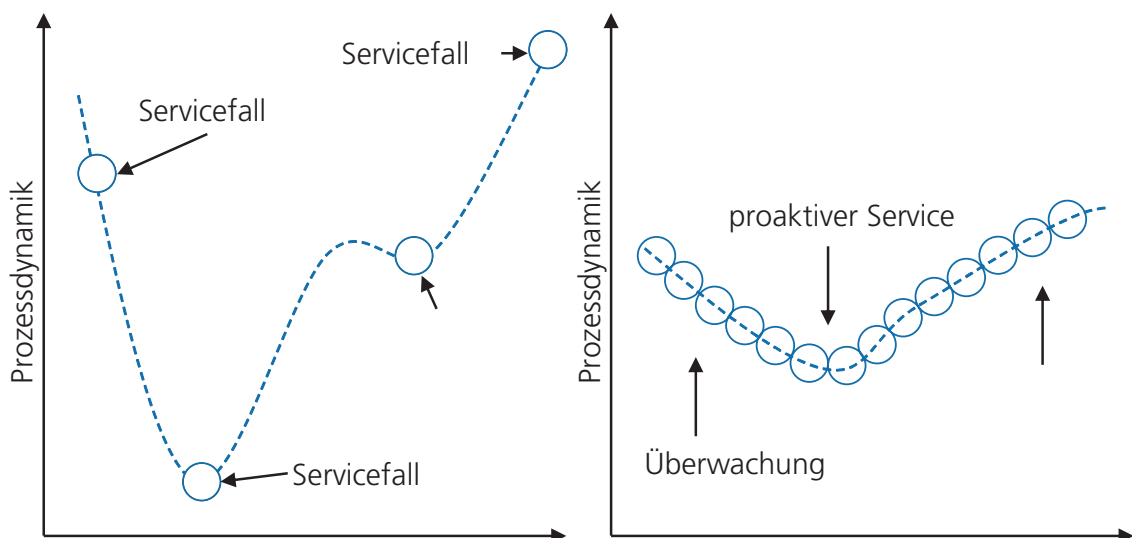 Servicefall
Servicefall
Prozessdynamik
Servicefall
proaktiver Service
Prozessdynamik
Überwachung